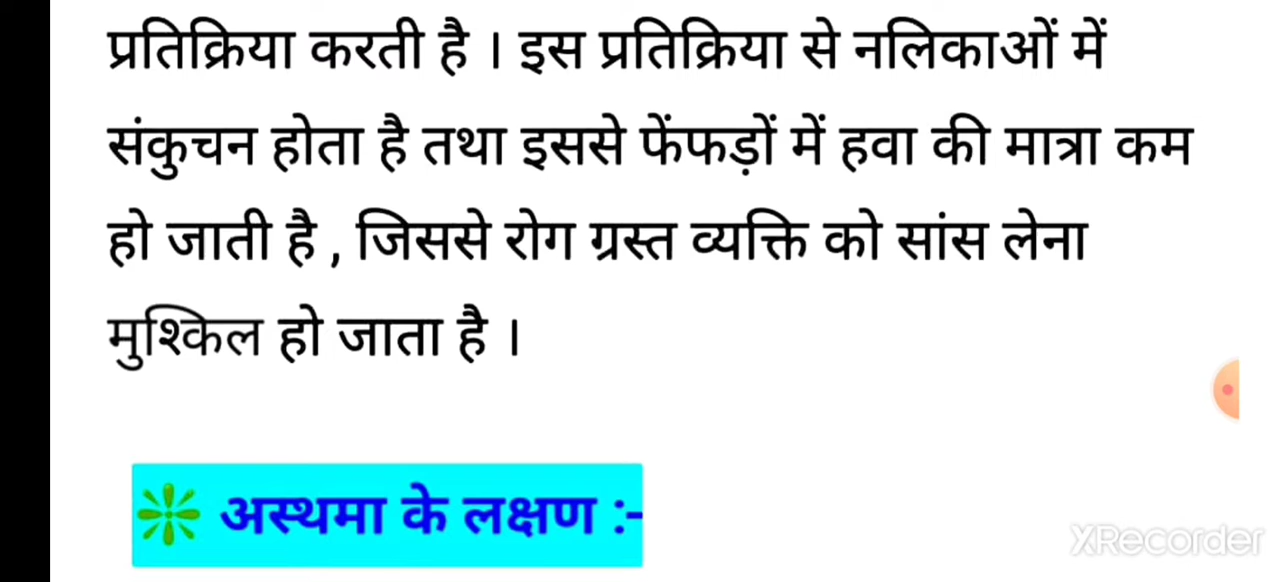 प्रतिक्रिया करती है । इस प्रतिक्रिया से नलिकाओं में
संकुचन होता है तथा इससे फेंफड़ों में हवा की मात्रा कम
हो जाती है , जिससे रोग ग्रस्त व्यक्ति को सांस लेना
मुश्किल हो जाता है ।
अस्थमा के लक्षण :-
XRecorder